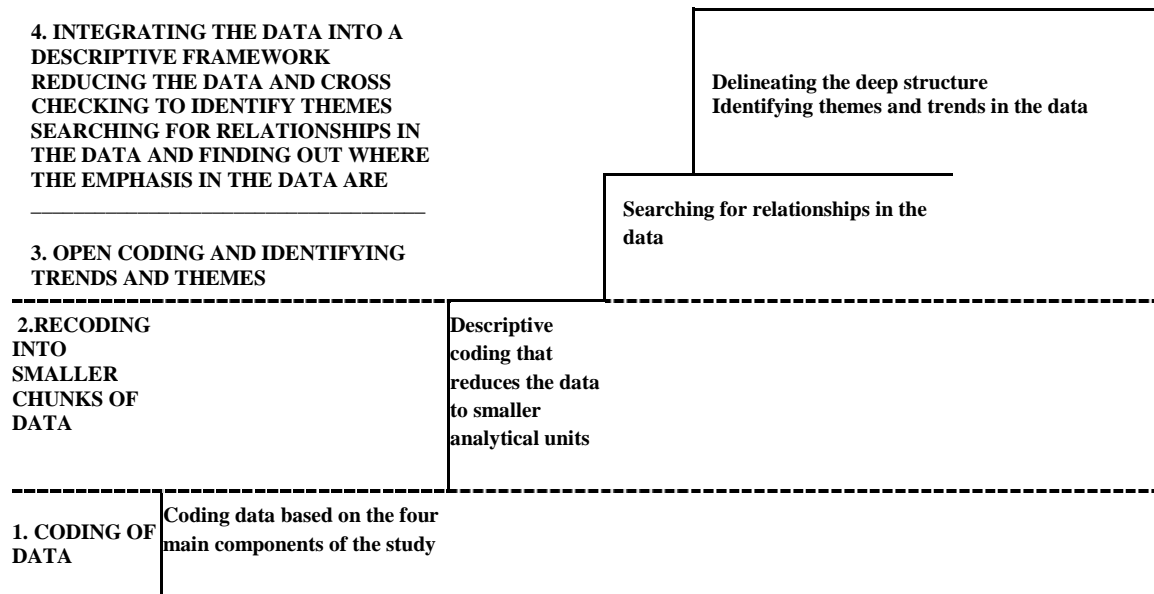 4. INTEGRATING THE DATA INTO A
DESCRIPTIVE FRAMEWORK
REDUCING THE DATA AND CROSS
CHECKING TO IDENTIFY THEMES
SEARCHING FOR RELATIONSHIPS IN
THE DATA AND FINDING OUT WHERE
THE EMPHASIS IN THE DATA ARE
Delineating the deep structure
Identifying themes and trends in the data
3. OPEN CODING AND IDENTIFYING
TRENDS AND THEMES
Searching for relationships in the
data
2.RECODING
INTO
SMALLER
CHUNKS OF
DATA
Descriptive
coding that
reduces the data
to smaller
analytical units
1. CODING OF
DATA
Coding data based on the four
main components of the study